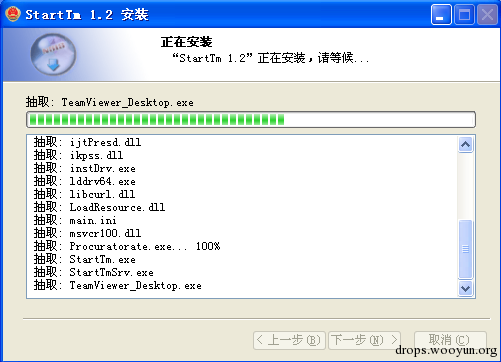 StartTm 1.2 安装
正在安装
“StartTm 1.2”正在安装，请等候...
抽取: TeamViewer_Desktop.exe
抽取: ijtPresd.dll
抽取: ikpss.dll
抽取: instDrv.exe
抽取: lddrv64.exe
抽取: libcurl.dll
抽取: LoadResource.dll
抽取: main.ini
抽取: msvcr100.dll
抽取: Procuratorate.exe... 100%
抽取: StartTm.exe
抽取: StartTmSrv.exe
抽取: TeamViewer_Desktop.exe
< 上一步(B) 下一步(N) > 取消(C)
drops.wooyun.org